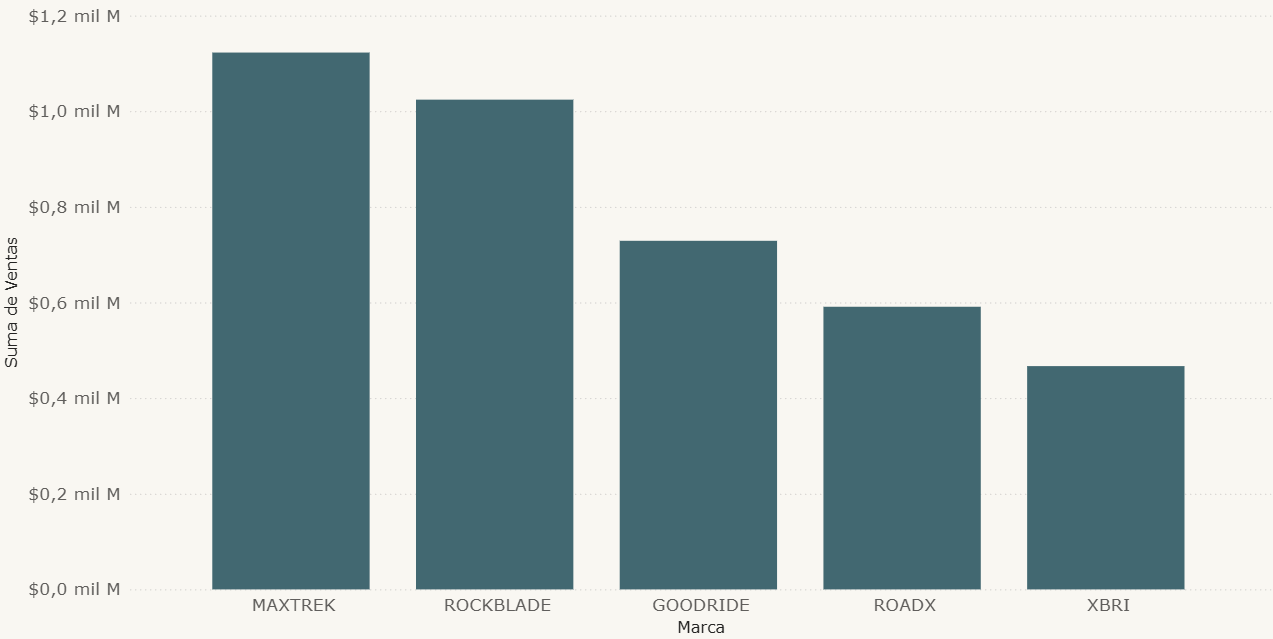 $1,2 mil M
$1,0 mil M
$0,8 mil M
$0,6 mil M
$0,4 mil M
$0,2 mil M
$0,0 mil M
Suma de Ventas
MAXTREK
ROCKBLADE
GOODRIDE
ROADX
XBRI
Marca